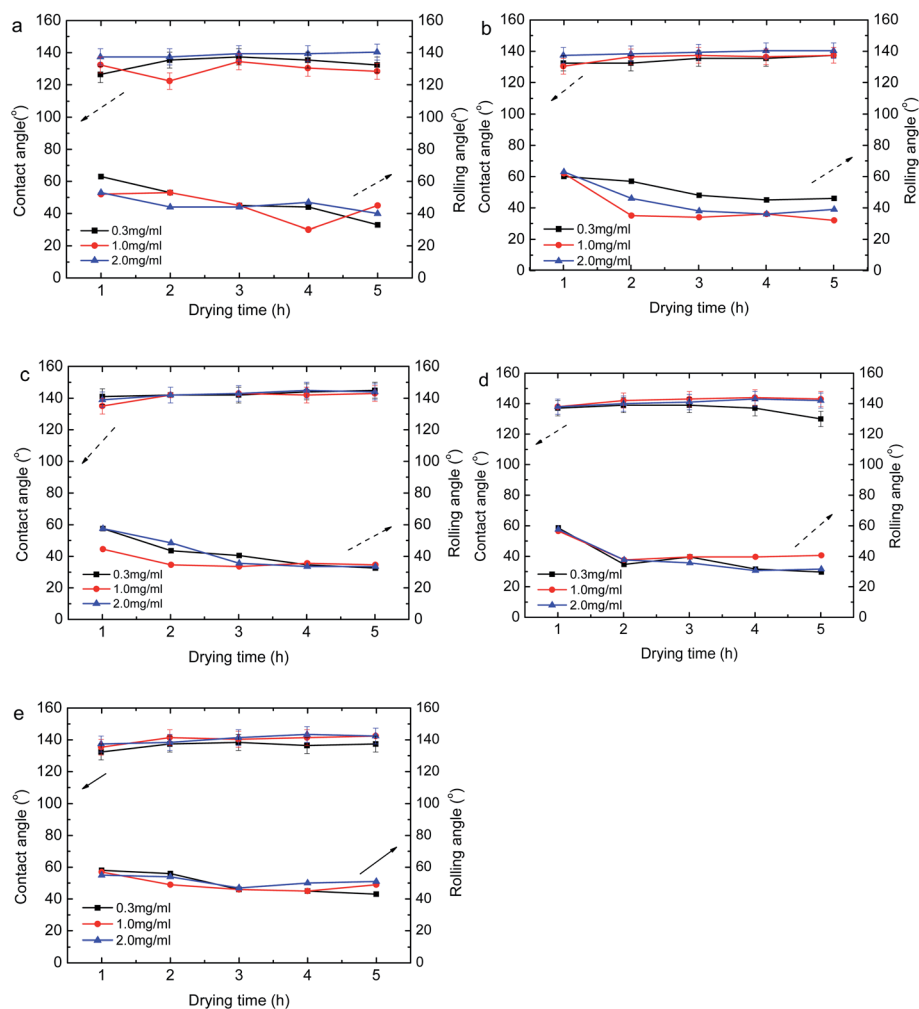 a
160
140
120
100
80
60
40
20
0
Contact angle(°)
160
140
120
100
80
60
40
20
0
Rolling angle(°)
0.3mg/ml
1.0mg/ml
2.0mg/ml
1 2 3 4 5
Drying time (h)
b
160
140
120
100
80
60
40
20
0
Contact angle (°)
160
140
120
100
80
60
40
20
0
Rolling angle (°)
0.3mg/ml
1.0mg/ml
2.0mg/ml
1 2 3 4 5
Drying time (h)
c
160
140
120
100
80
60
40
20
0
Contact angle (°)
160
140
120
100
80
60
40
20
0
Rolling angle (°)
0.3mg/ml
1.0mg/ml
2.0mg/ml
1 2 3 4 5
Drying time (h)
d
160
140
120
100
80
60
40
20
0
Contact angle (°)
160
140
120
100
80
60
40
20
0
Rolling angle (°)
0.3mg/ml
1.0mg/ml
2.0mg/ml
1 2 3 4 5
Drying time (h)
e
160
140
120
100
80
60
40
20
0
Contact angle (°)
160
140
120
100
80
60
40
20
0
Rolling angle (°)
0.3mg/ml
1.0mg/ml
2.0mg/ml
1 2 3 4 5
Drying time (h)